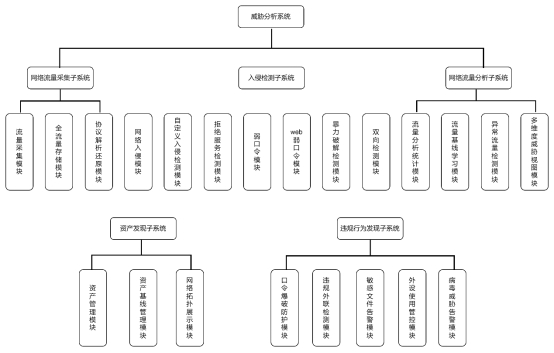 威胁分析系统
网络流量采集子系统
入侵检测子系统
网络流量分析子系统
流量采集模块
全流量存储模块
协议解析还原模块
网络入侵模块
自定义入侵检测模块
拒绝服务检测模块
弱口令模块
web弱口令模块
暴力破解检测模块
双向检测模块
流量分析统计模块
流量基线学习模块
异常流量检测模块
多维度威胁视图模块
资产发现子系统
违规行为发现子系统
资产管理模块
资产基线管理模块
网络拓扑展示模块
口令爆破防护模块
违规外联检测模块
敏感文件告警模块
外设使用管控模块
病毒威胁告警模块